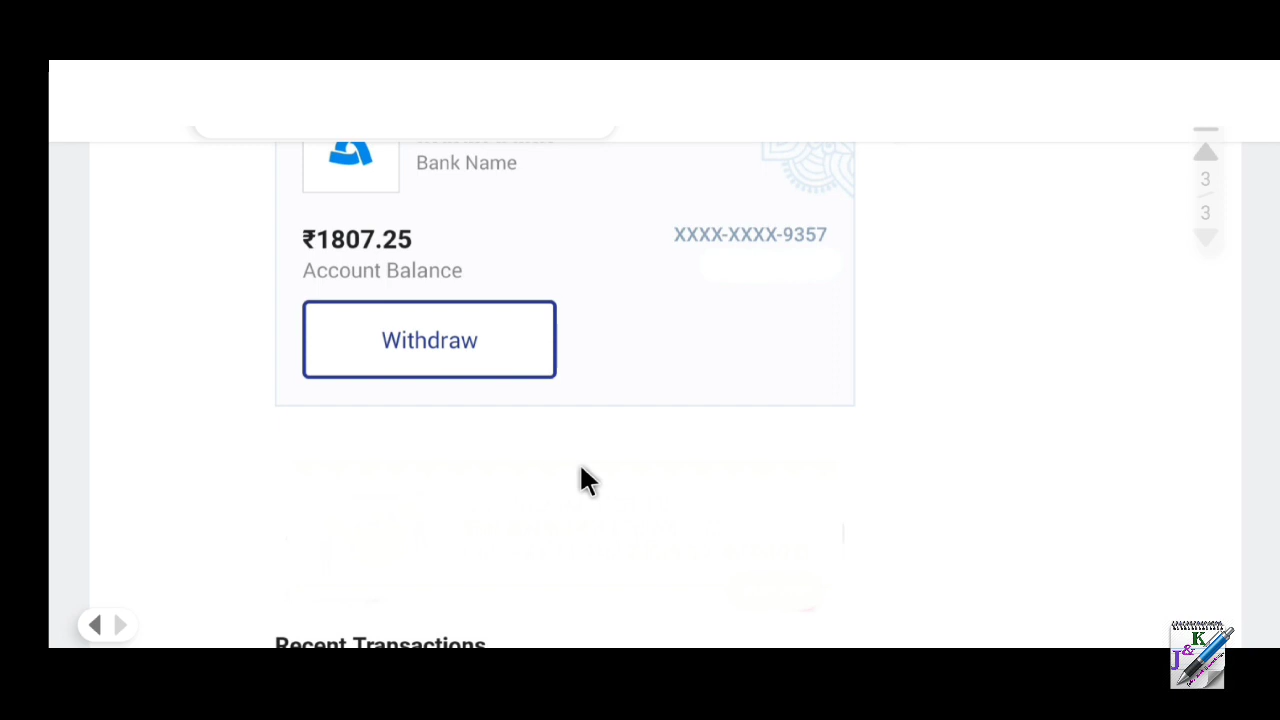 Bank Name
₹1807.25
XXXX-XXXX-9357
Account Balance
Withdraw
3
3
Recent Transactions
J&K